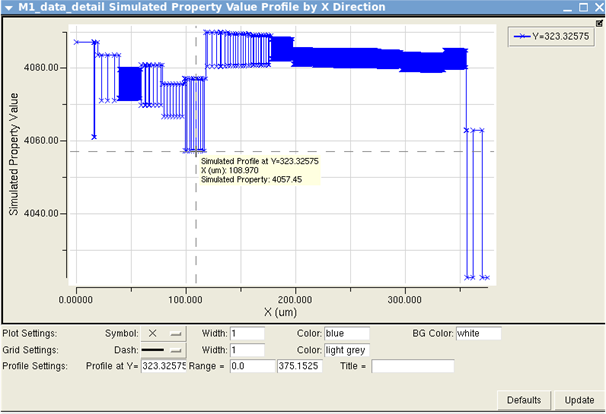 M1_data_detail Simulated Property Value Profile by X Direction
Y=323.32575
4080.00
4060.00
4040.00
Simulated Property Value
Simulated Profile at Y=323.32575
X (um): 108.970
Simulated Property: 4057.45
0.00000 100.000 200.000 300.000
X (um)
Plot Settings: Symbol: Width: 1 Color: blue BG Color: white
Grid Settings: Dash: Width: 1 Color: light grey
Profile Settings: Profile at Y= 323.32575 Range = 0.0 375.1525 Title =
Defaults Update